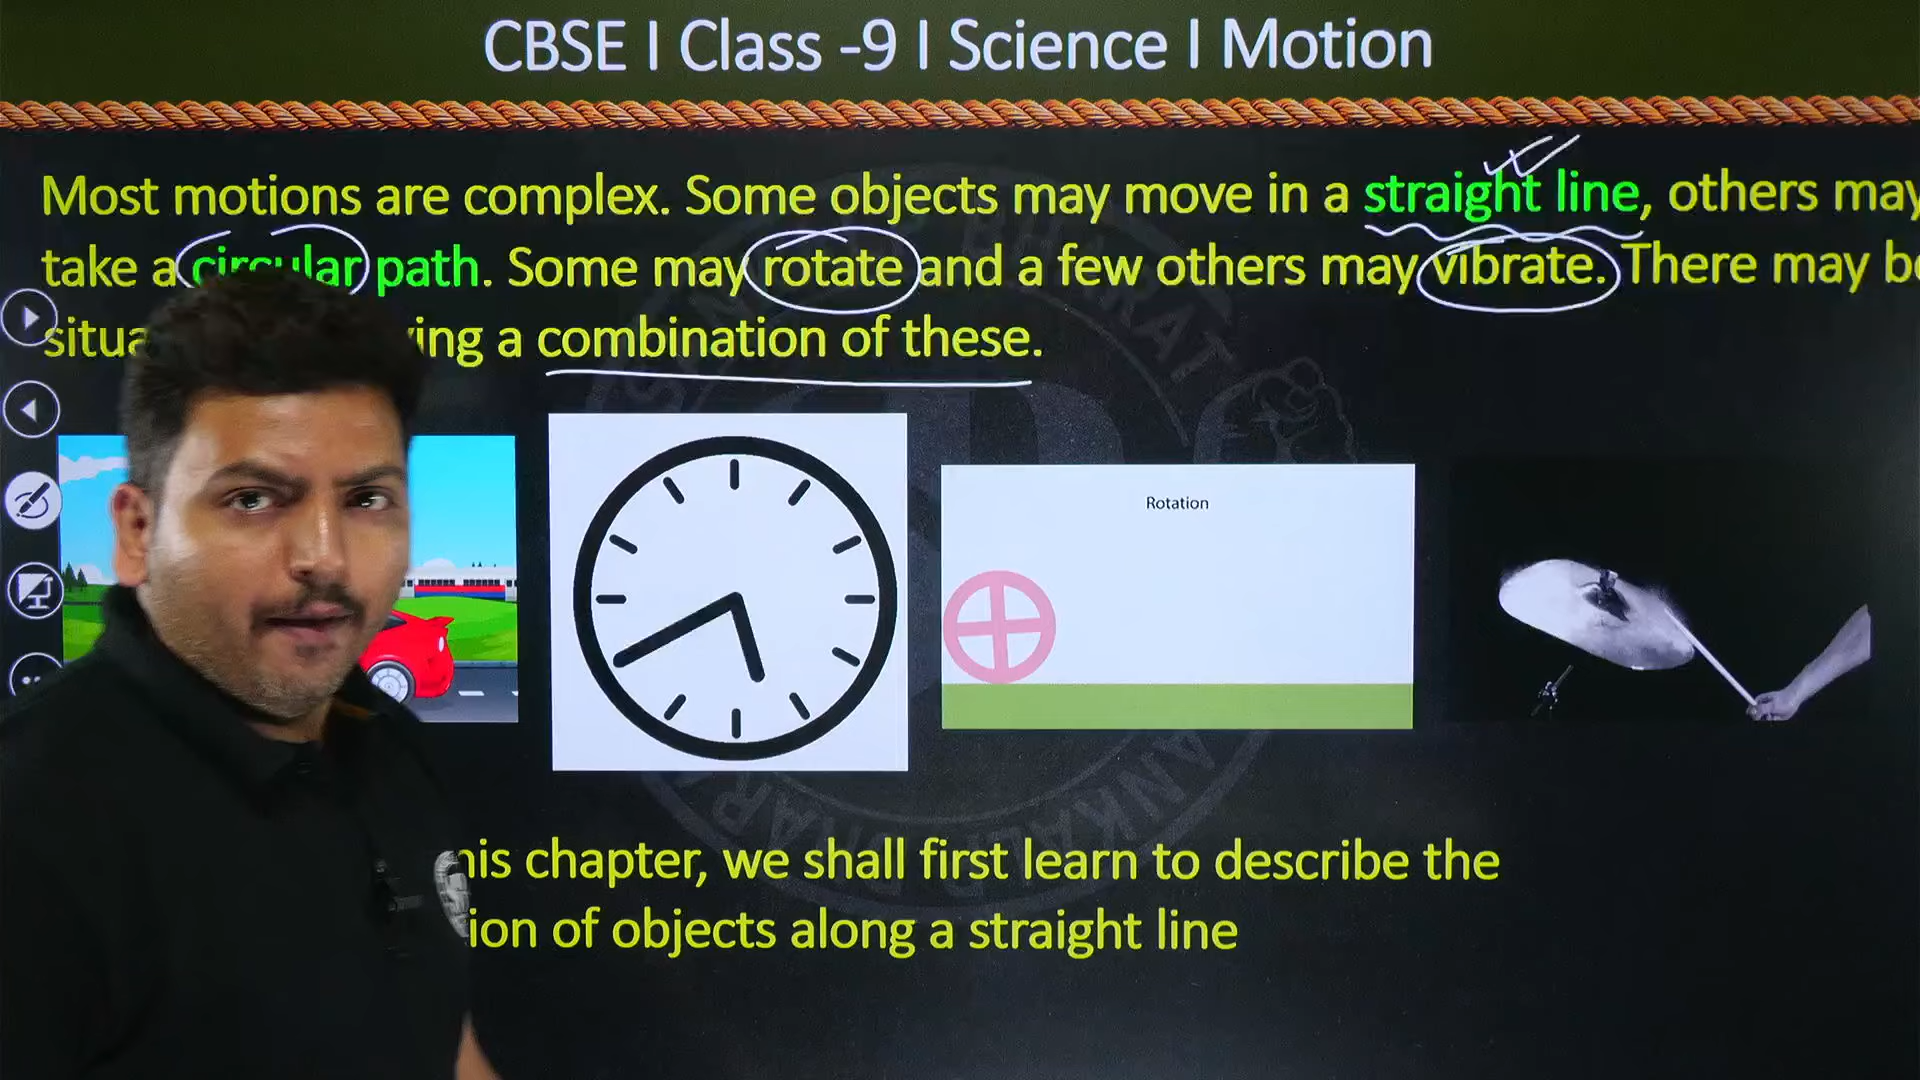 CBSE I Class -9 I Science I Motion
Most motions are complex. Some objects may move in a straight line, others may
take a circular path. Some may rotate and a few others may vibrate. There may be
situa ing a combination of these.
Rotation
his chapter, we shall first learn to describe the
ion of objects along a straight line